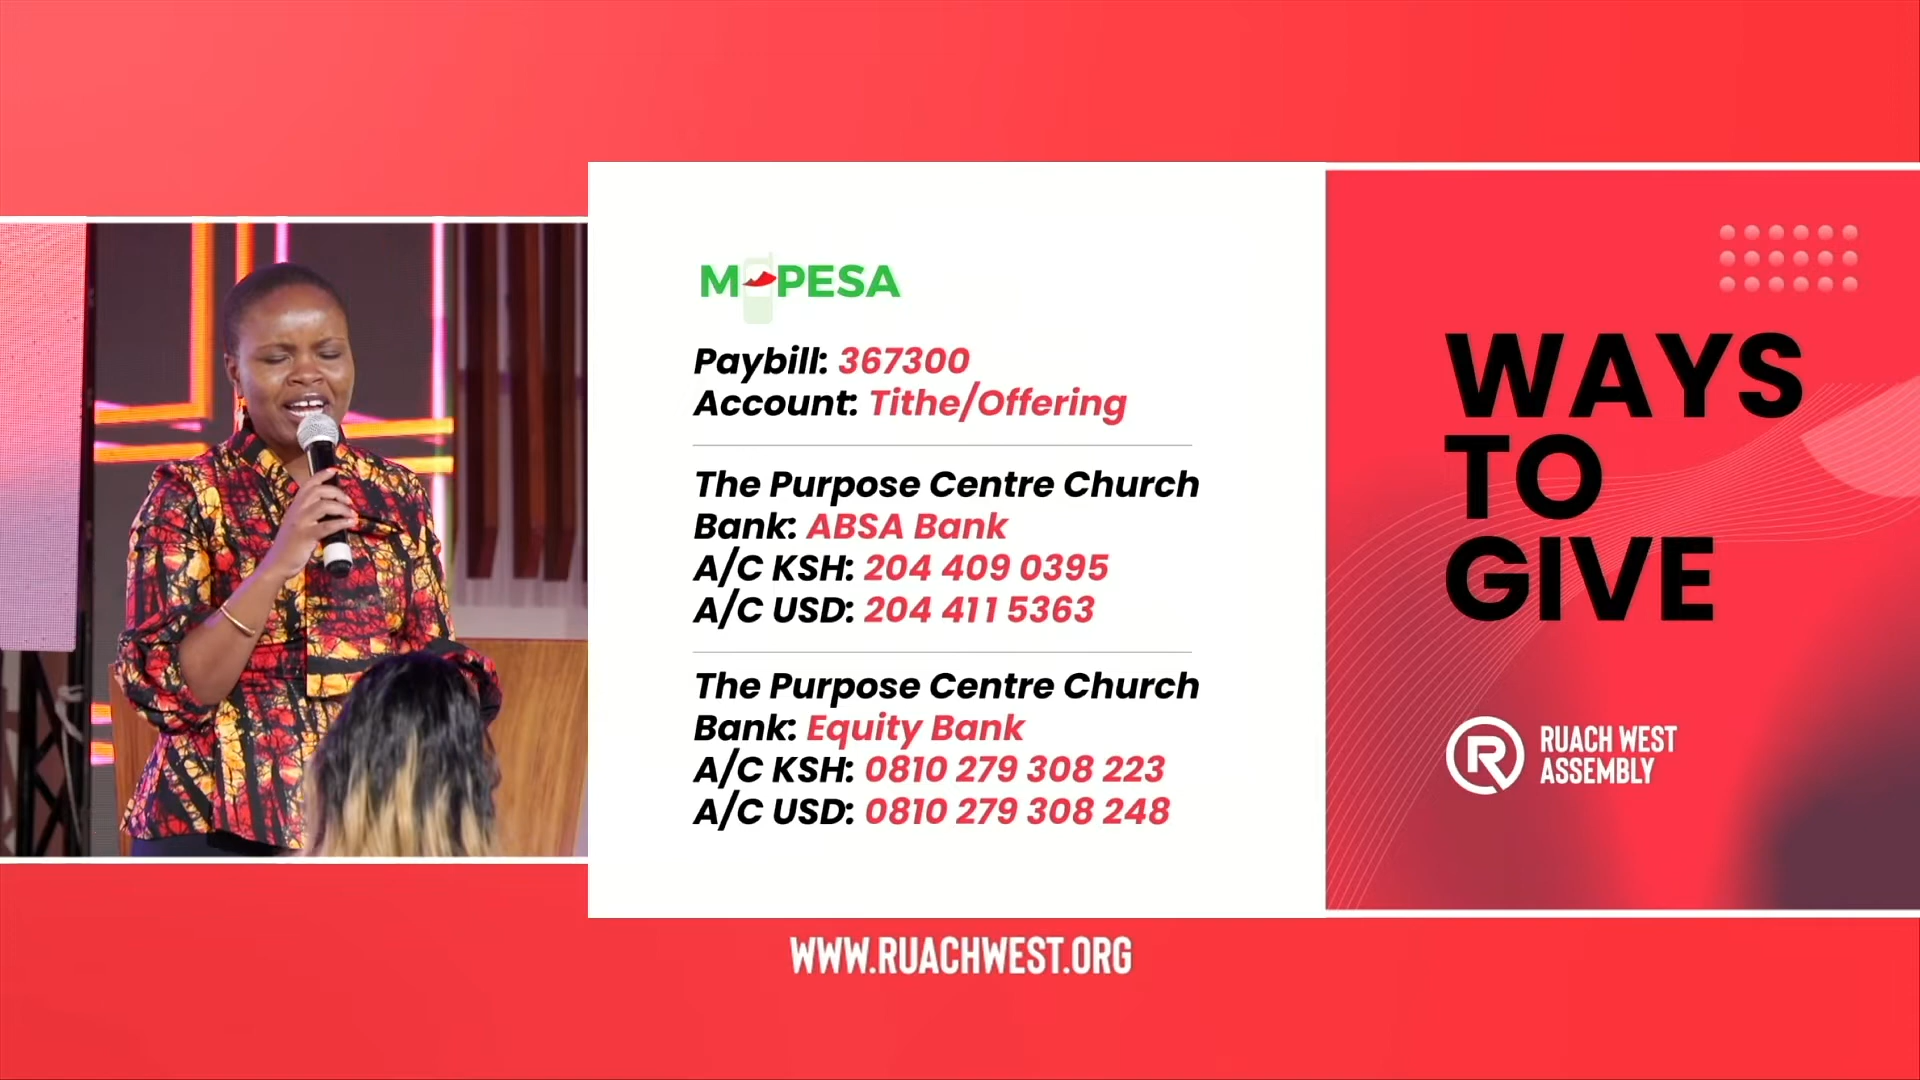 M-PESA
Paybill: 367300
Account: Tithe/Offering
The Purpose Centre Church
Bank: ABSA Bank
A/C KSH: 204 409 0395
A/C USD: 204 411 5363
The Purpose Centre Church
Bank: Equity Bank
A/C KSH: 0810 279 308 223
A/C USD: 0810 279 308 248
WAYS
TO
GIVE
R
RUACH WEST
ASSEMBLY
WWW.RUACHWEST.ORG